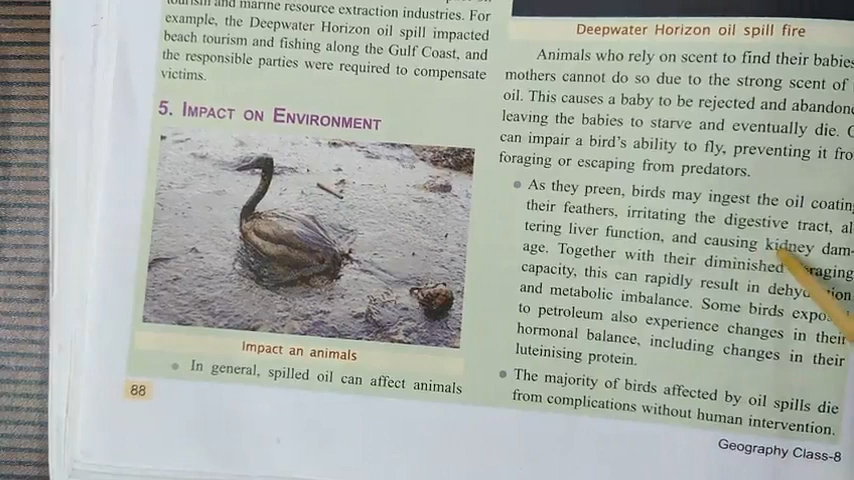 tourism and marine resource extraction industries. For
example, the Deepwater Horizon oil spill impacted
beach tourism and fishing along the Gulf Coast, and
the responsible parties were required to compensate
victims.
5. IMPACT ON ENVIRONMENT
Impact an animals
In general, spilled oil can affect animals
88
Deepwater Horizon oil spill fire
Animals who rely on scent to find their babies
mothers cannot do so due to the strong scent of
oil. This causes a baby to be rejected and abandone
leaving the babies to starve and eventually die.
can impair a bird's ability to fly, preventing it fro
foraging or escaping from predators.
As they preen, birds may ingest the oil coating
their feathers, irritating the digestive tract, al-
tering liver function, and causing kidney dam-
age. Together with their diminished
capacity, this can rapidly result in
and metabolic imbalance. Some birds
to petroleum also experience changes in their
hormonal balance, including changes in their
luteinising protein.
The majority of birds affected by oil spills die
from complications without human intervention.
Geography Class-8